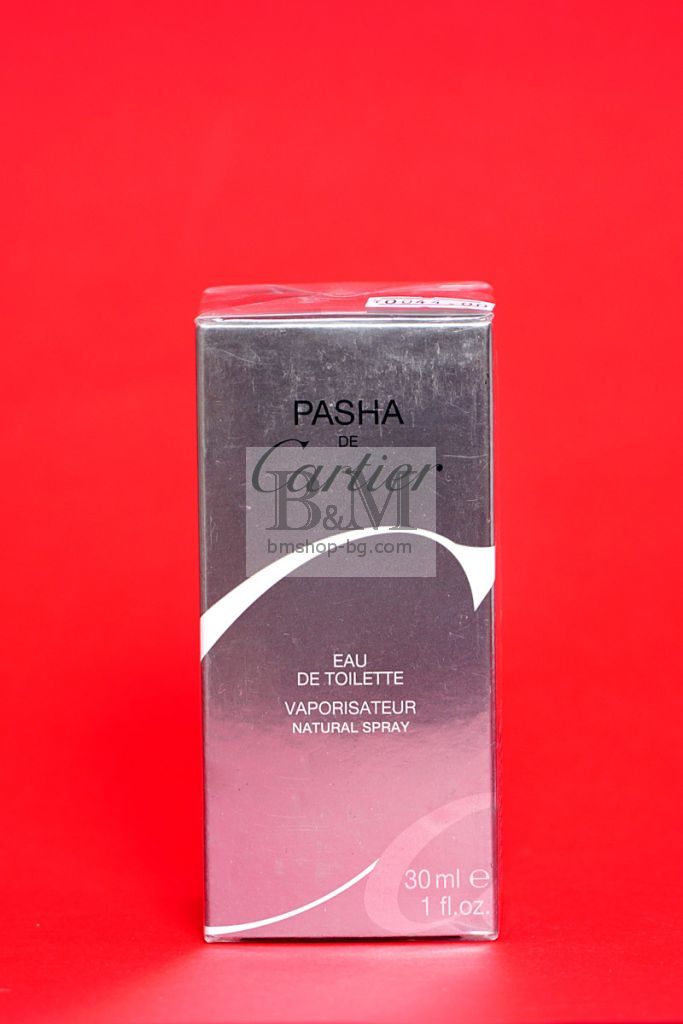 PASHA
DE
Cartier
B&M
bmshop-bg.com
EAU
DE TOILETTE
VAPORISATEUR
NATURAL SPRAY
30 ml ℮
1 fl.oz.